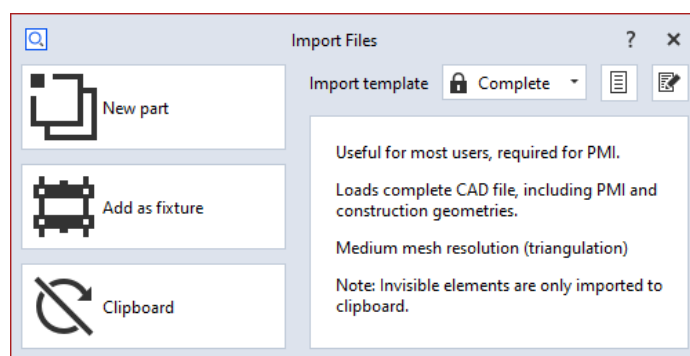 Import Files
?
New part
Add as fixture
Clipboard
Import template
Complete
Useful for most users, required for PMI.
Loads complete CAD file, including PMI and
construction geometries.
Medium mesh resolution (triangulation)
Note: Invisible elements are only imported to
clipboard.